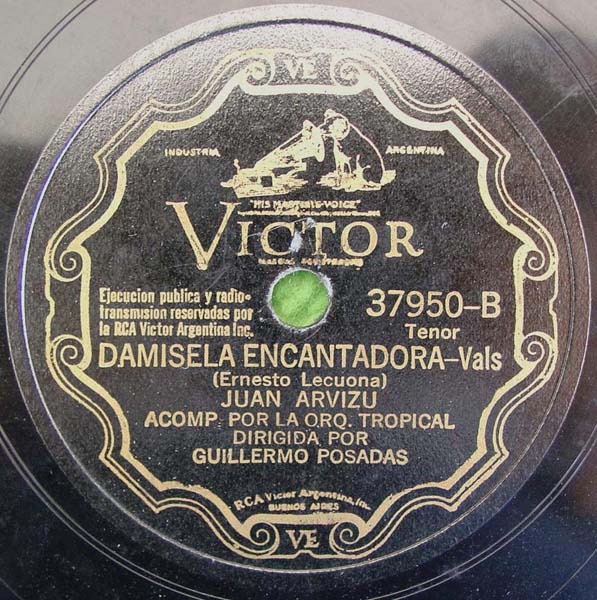 VE
INDUSTRIA ARGENTINA
"HIS MASTER'S VOICE"
VICTOR
Ejecucion publica y radio-
transmision reservadas por
la RCA Victor Argentina Inc.
37950-B
Tenor
DAMISELA ENCANTADORA-Vals
(Ernesto Lecuona)
JUAN ARVIZU
ACOMP. POR LA ORQ. TROPICAL
DIRIGIDA POR
GUILLERMO POSADAS
RCA Victor Argentina, Inc.
BUENOS AIRES
VE